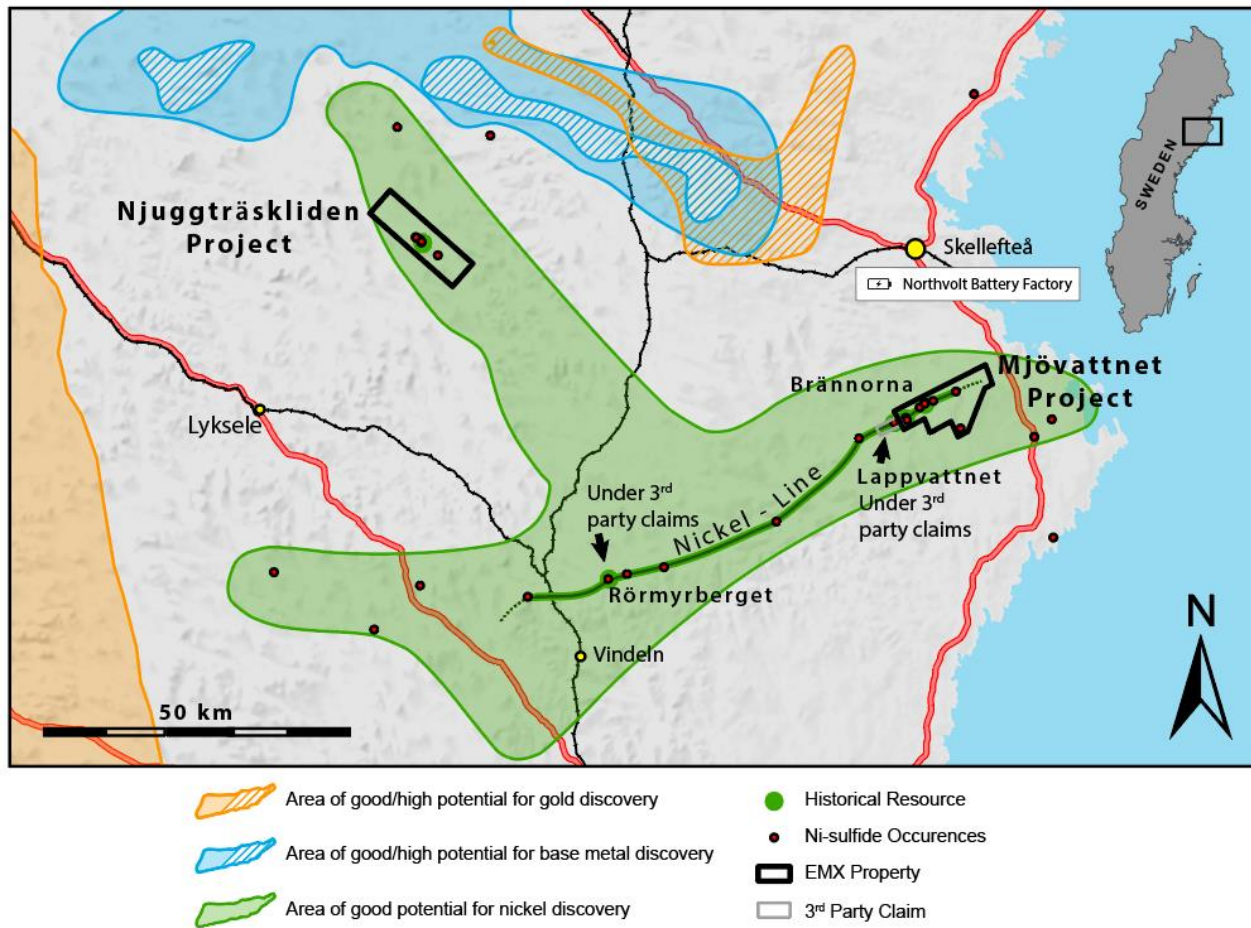 SWEDEN
Njuggträskliden
Project
Skellefteå
Northvolt Battery Factory
Mjövattnet
Project
Brännorna
Lyksele
Lappvattnet
Under 3rd
party claims
Under 3rd
party claims
Nickel - Line
Rörmyrberget
Vindeln
N
50 km
Area of good/high potential for gold discovery
Area of good/high potential for base metal discovery
Area of good potential for nickel discovery
Historical Resource
Ni-sulfide Occurences
EMX Property
3rd Party Claim